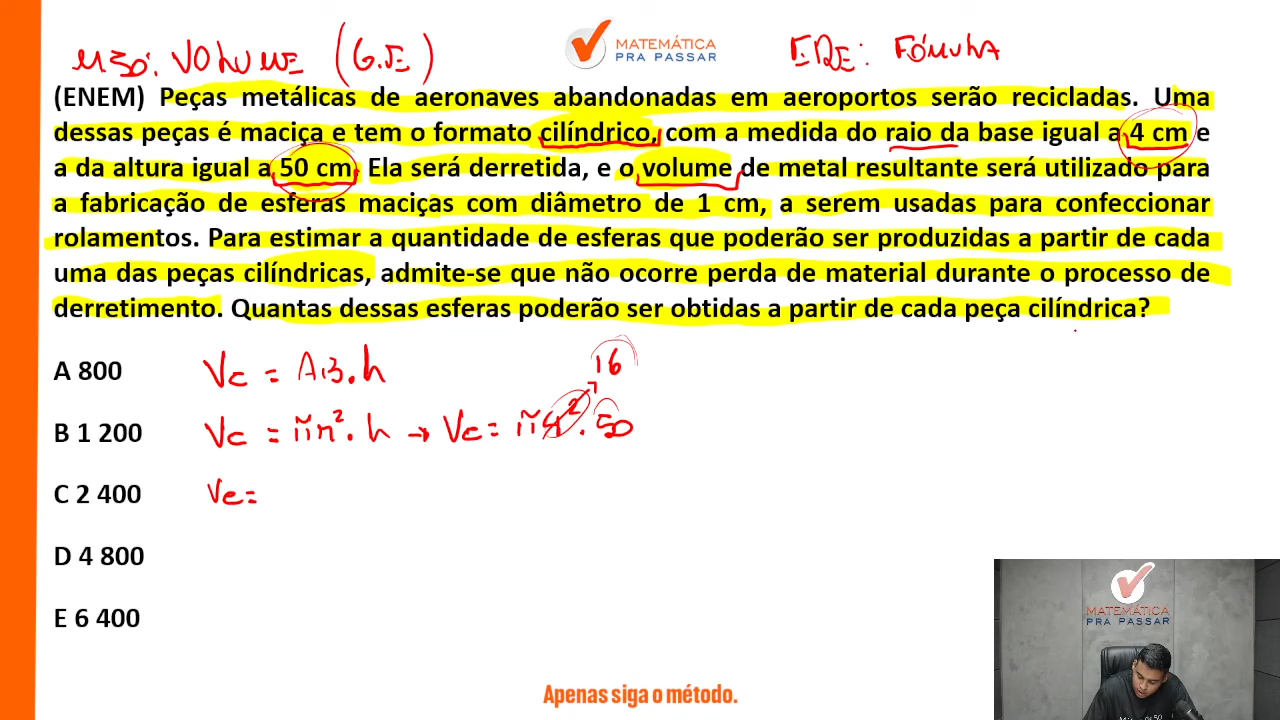 MSO: VOLUME (G.E)
MATEMÁTICA
PRA PASSAR
EQE: FÓMULA
(ENEM) Peças metálicas de aeronaves abandonadas em aeroportos serão recicladas. Uma
dessas peças é maciça e tem o formato cilíndrico, com a medida do raio da base igual a 4 cm e
a da altura igual a 50 cm. Ela será derretida, e o volume de metal resultante será utilizado para
a fabricação de esferas maciças com diâmetro de 1 cm, a serem usadas para confeccionar
rolamentos. Para estimar a quantidade de esferas que poderão ser produzidas a partir de cada
uma das peças cilíndricas, admite-se que não ocorre perda de material durante o processo de
derretimento. Quantas dessas esferas poderão ser obtidas a partir de cada peça cilíndrica?
A 800
Vc = AB.h
16
B 1 200
Vc = πr². h → Vc = π4². 50
C 2 400
Ve =
D 4 800
E 6 400
MATEMÁTICA
PRA PASSAR
Apenas siga o método.